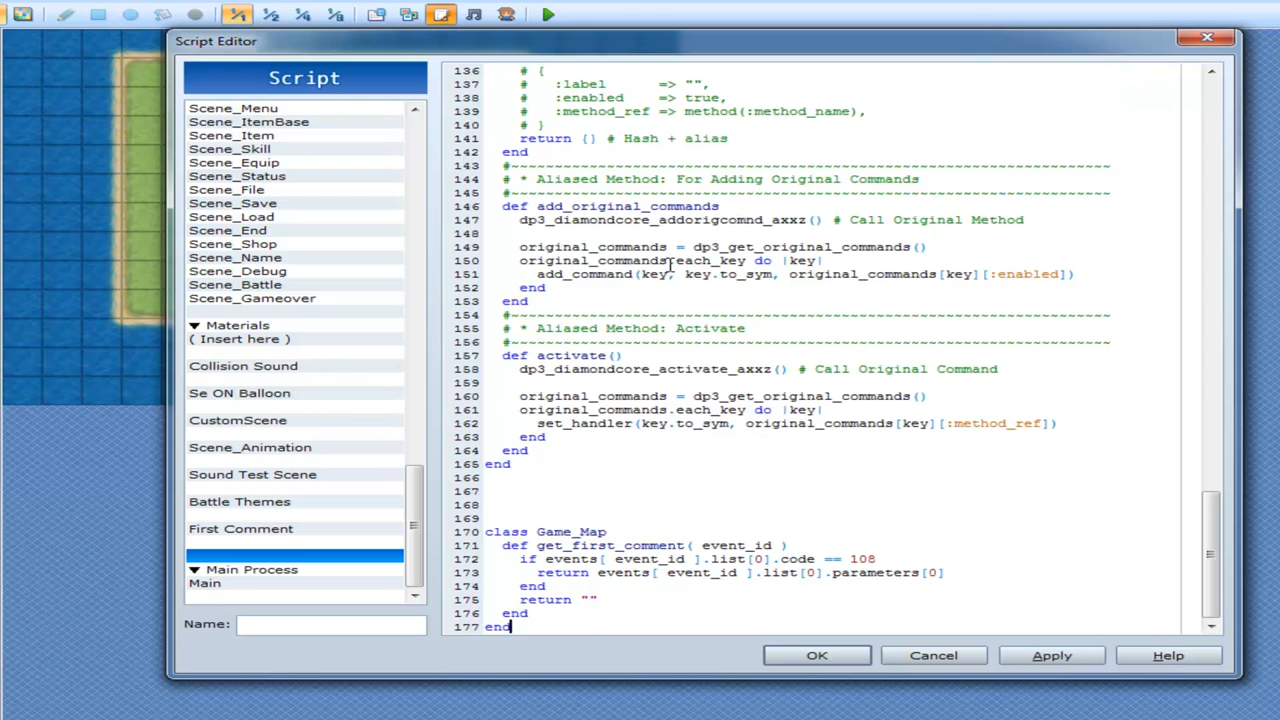 1/1 1/2 1/4 1/8
Script Editor
Script
Scene_Menu
Scene_ItemBase
Scene_Item
Scene_Skill
Scene_Equip
Scene_Status
Scene_File
Scene_Save
Scene_Load
Scene_End
Scene_Shop
Scene_Name
Scene_Debug
Scene_Battle
Scene_Gameover
▼ Materials
( Insert here )
Collision Sound
Se ON Balloon
CustomScene
Scene_Animation
Sound Test Scene
Battle Themes
First Comment
▼ Main Process
Main
Name:
136 # {
137 # :label => "",
138 # :enabled => true,
139 # :method_ref => method(:method_name),
140 # }
141 return {} # Hash + alias
142 end
143 #~~~~~~~~~~~~~~~~~~~~~~~~~~~~~~~~~~~~~~~~~~~~~~~~~~~~~~~~~~~~~~~~~~~~~
144 # * Aliased Method: For Adding Original Commands
145 #~~~~~~~~~~~~~~~~~~~~~~~~~~~~~~~~~~~~~~~~~~~~~~~~~~~~~~~~~~~~~~~~~~~~~
146 def add_original_commands
147 dp3_diamondcore_addorigcomnd_axxz() # Call Original Method
148
149 original_commands = dp3_get_original_commands()
150 original_commands.each_key do |key|
151 add_command(key, key.to_sym, original_commands[key][:enabled])
152 end
153 end
154 #~~~~~~~~~~~~~~~~~~~~~~~~~~~~~~~~~~~~~~~~~~~~~~~~~~~~~~~~~~~~~~~~~~~~~
155 # * Aliased Method: Activate
156 #~~~~~~~~~~~~~~~~~~~~~~~~~~~~~~~~~~~~~~~~~~~~~~~~~~~~~~~~~~~~~~~~~~~~~
157 def activate()
158 dp3_diamondcore_activate_axxz() # Call Original Command
159
160 original_commands = dp3_get_original_commands()
161 original_commands.each_key do |key|
162 set_handler(key.to_sym, original_commands[key][:method_ref])
163 end
164 end
165 end
166
167
168
169
170 class Game_Map
171 def get_first_comment( event_id )
172 if events[ event_id ].list[0].code == 108
173 return events[ event_id ].list[0].parameters[0]
174 end
175 return ""
176 end
177 end
OK Cancel Apply Help